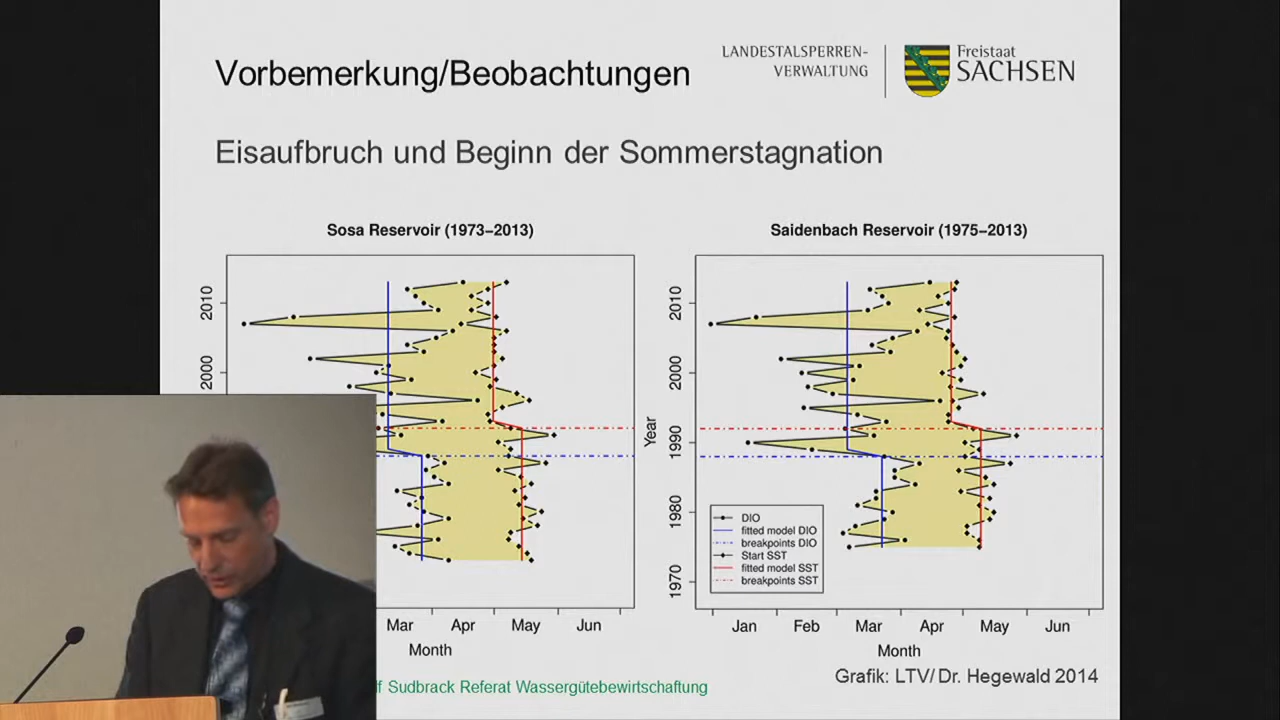 Vorbemerkung/Beobachtungen
LANDESTALSPERREN-
VERWALTUNG
Freistaat
SACHSEN
Eisaufbruch und Beginn der Sommerstagnation
Sosa Reservoir (1973–2013)
2010
2000
Mar Apr May Jun
Month
Saidenbach Reservoir (1975–2013)
Year
2010
2000
1990
1980
1970
DIO
fitted model DIO
breakpoints DIO
Start SST
fitted model SST
breakpoints SST
Jan Feb Mar Apr May Jun
Month
Grafik: LTV/Dr. Hegewald 2014
Sudbrack Referat Wassergütebewirtschaftung